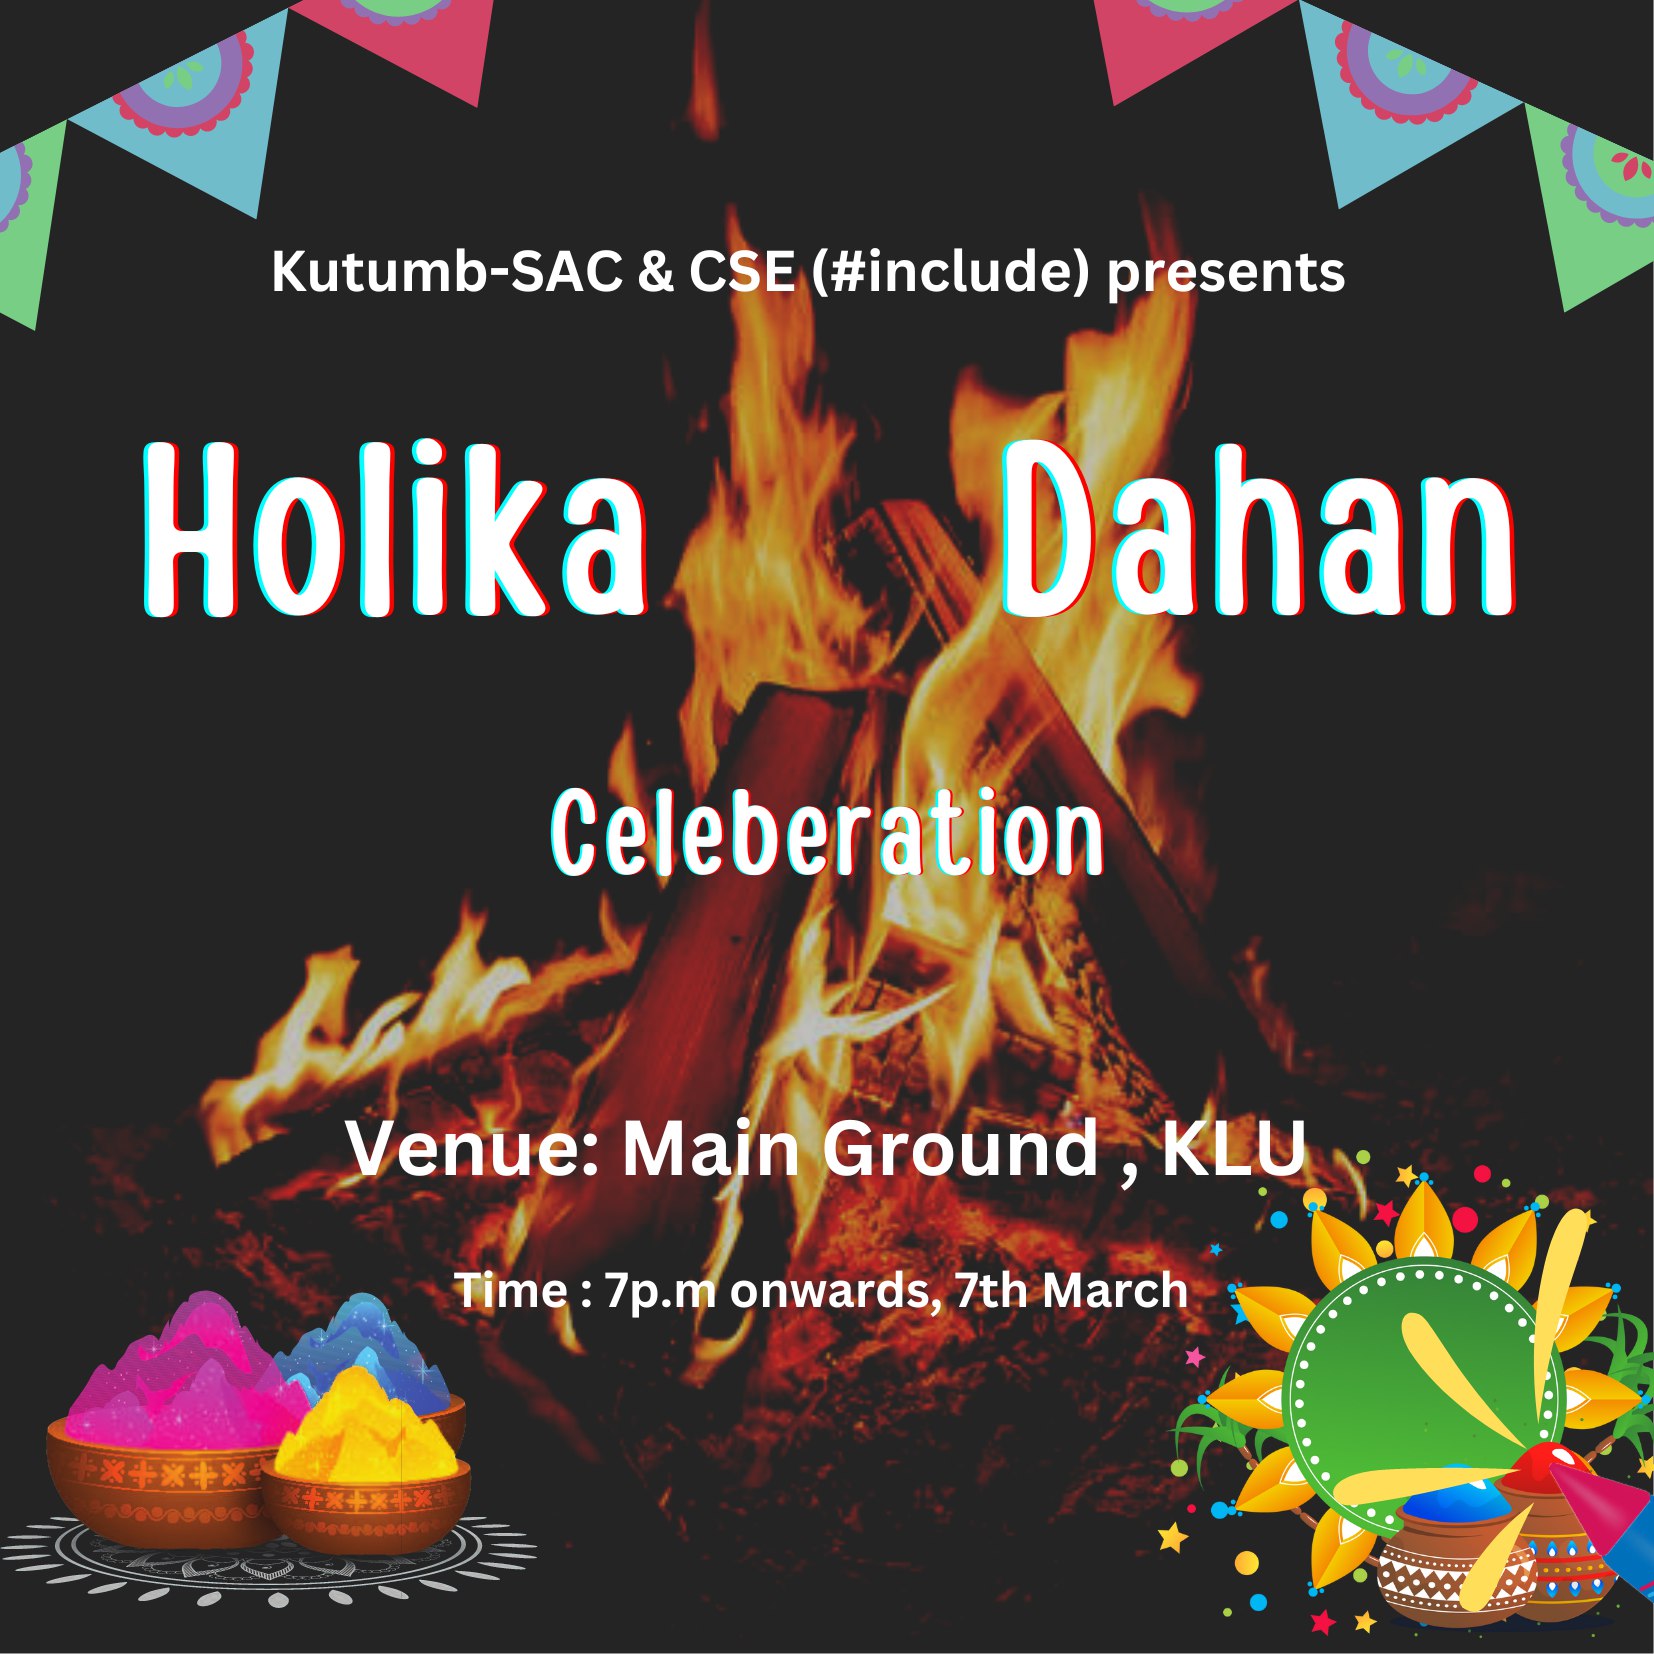 Kutumb-SAC & CSE (#include) presents
Holika Dahan
Celeberation
Venue: Main Ground , KLU
Time : 7p.m onwards, 7th March